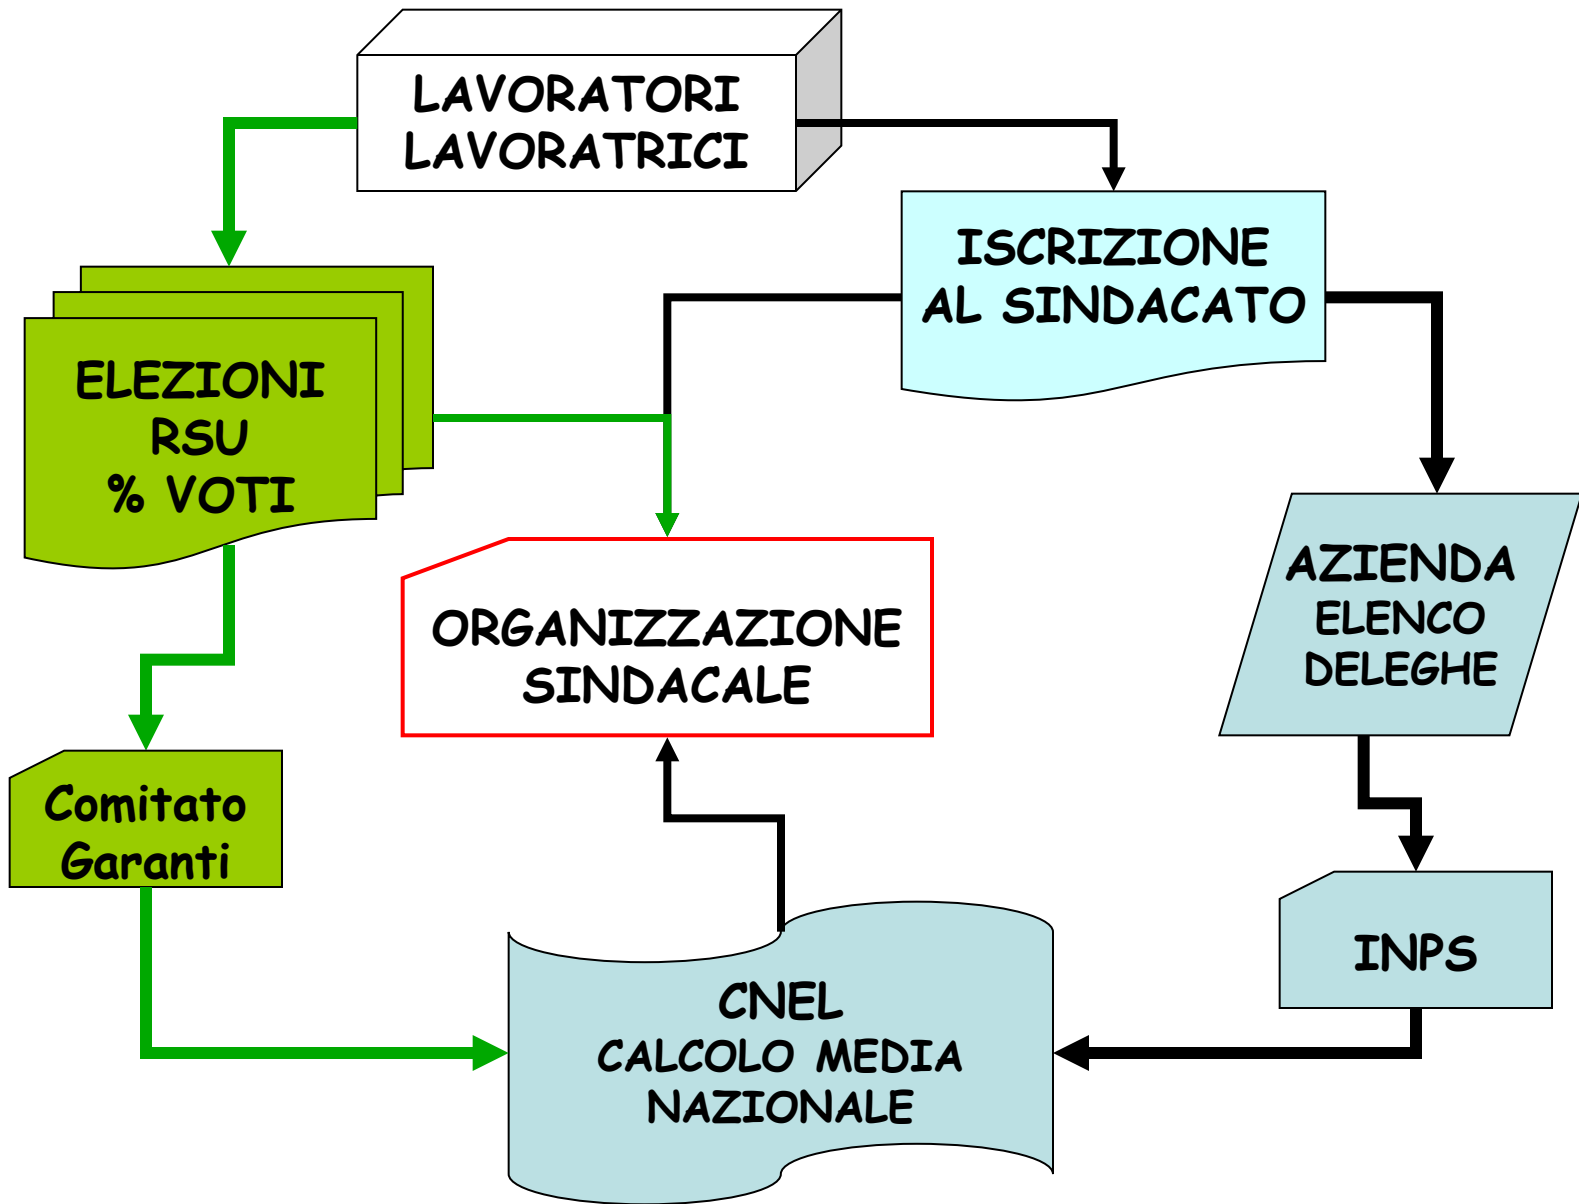 LAVORATORI
LAVORATRICI
ISCRIZIONE
AL SINDACATO
ELEZIONI
RSU
% VOTI
ORGANIZZAZIONE
SINDACALE
AZIENDA
ELENCO
DELEGHE
Comitato
Garanti
INPS
CNEL
CALCOLO MEDIA
NAZIONALE